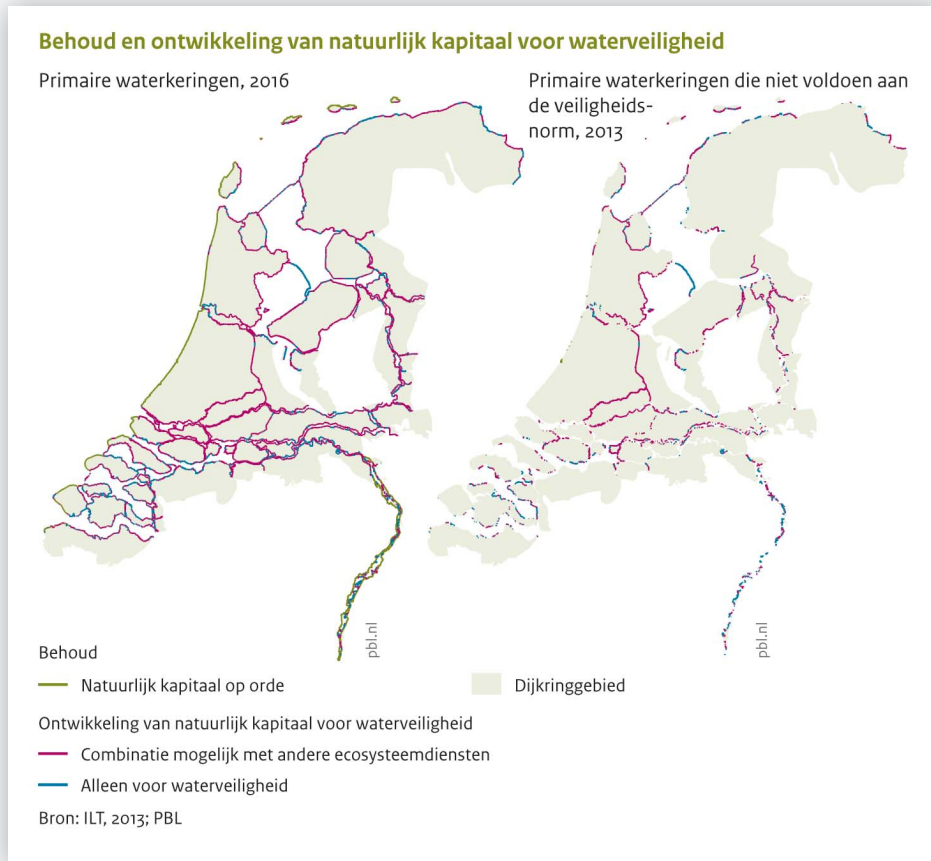 Behoud en ontwikkeling van natuurlijk kapitaal voor waterveiligheid
Primaire waterkeringen, 2016
Primaire waterkeringen die niet voldoen aan
de veiligheids-
norm, 2013
pbl.nl
pbl.nl
Behoud
Natuurlijk kapitaal op orde
Dijkringgebied
Ontwikkeling van natuurlijk kapitaal voor waterveiligheid
Combinatie mogelijk met andere ecosysteemdiensten
Alleen voor waterveiligheid
Bron: ILT, 2013; PBL